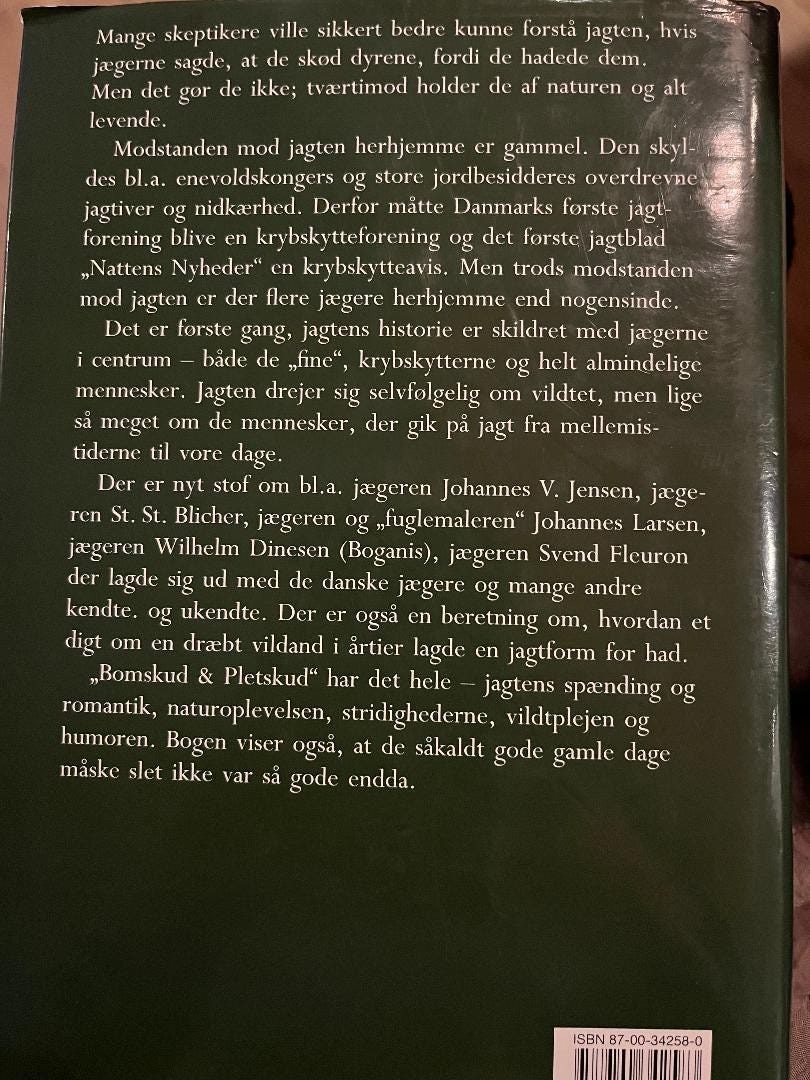 Mange skeptikere ville sikkert bedre kunne forstå jagten, hvis
jægerne sagde, at de skød dyrene, fordi de hadede dem.
Men det gør de ikke; tværtimod holder de af naturen og alt
levende.
Modstanden mod jagten herhjemme er gammel. Den skyl-
des bl.a. enevoldskongers og store jordbesidderes overdrevne
jagtiver og nidkærhed. Derfor måtte Danmarks første jagt-
forening blive en krybskytteforening og det første jagtblad
„Nattens Nyheder“ en krybskytteavis. Men trods modstanden
mod jagten er der flere jægere herhjemme end nogensinde.
Det er første gang, jagtens historie er skildret med jægerne
i centrum – både de „fine“, krybskytterne og helt almindelige
mennesker. Jagten drejer sig selvfølgelig om vildtet, men lige
så meget om de mennesker, der gik på jagt fra mellemis-
tiderne til vore dage.
Der er nyt stof om bl.a. jægeren Johannes V. Jensen, jæge-
ren St. St. Blicher, jægeren og „fuglemaleren“ Johannes Larsen,
jægeren Wilhelm Dinesen (Boganis), jægeren Svend Fleuron
der lagde sig ud med de danske jægere og mange andre
kendte. og ukendte. Der er også en beretning om, hvordan et
digt om en dræbt vildand i årtier lagde en jagtform for had.
„Bomskud & Pletskud“ har det hele – jagtens spænding og
romantik, naturoplevelsen, stridighederne, vildtplejen og
humoren. Bogen viser også, at de såkaldt gode gamle dage
måske slet ikke var så gode endda.
ISBN 87-00-34258-0